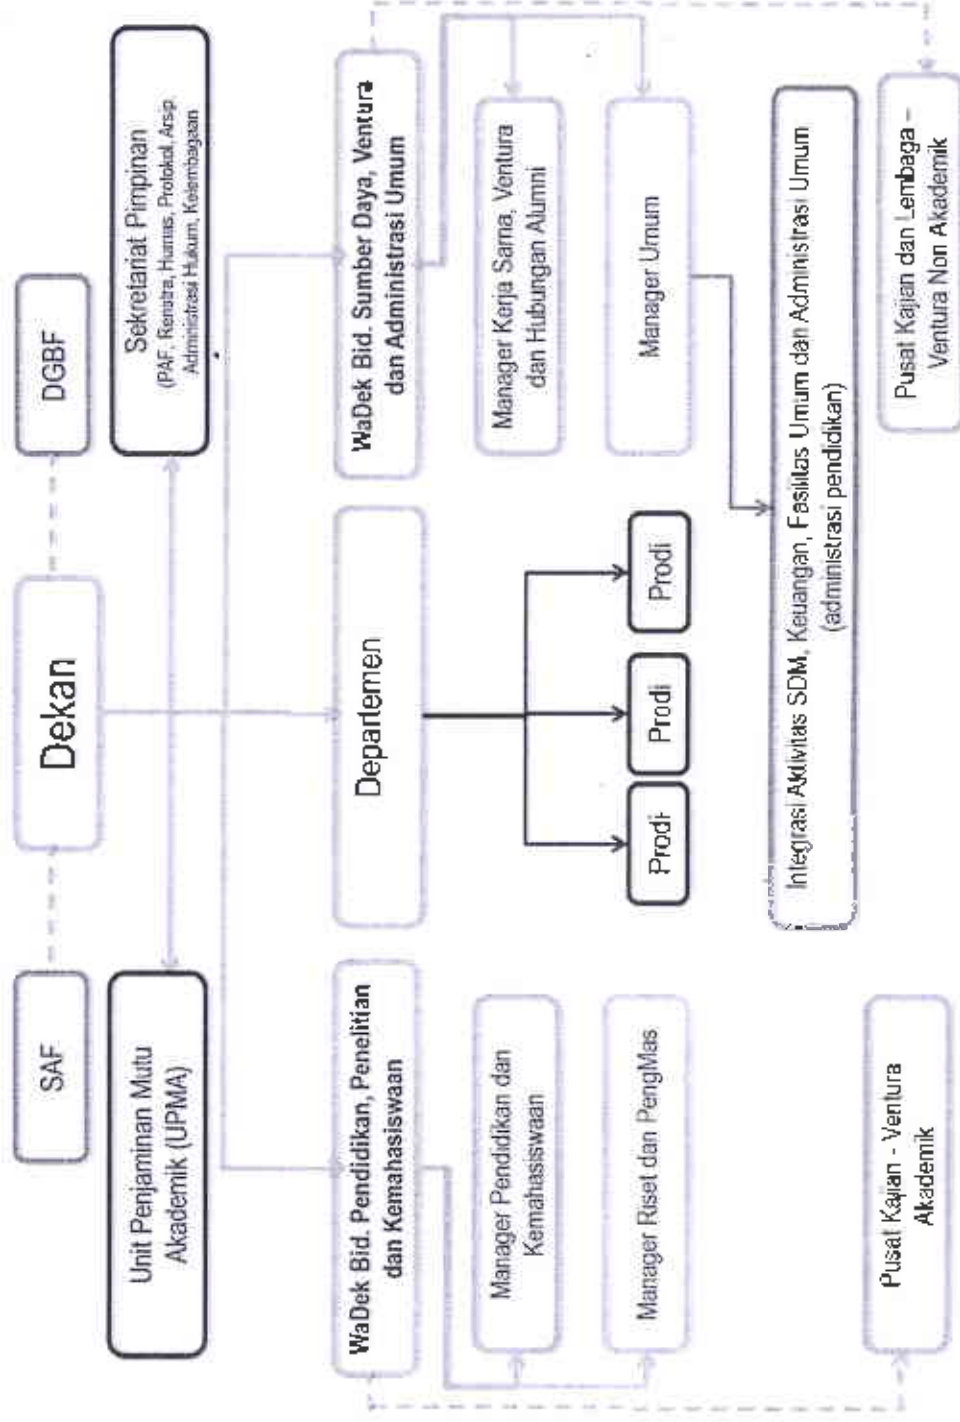 SAF
Dekan
DGBF
Unit Penjaminan Mutu
Akademik (UPMA)
Sekretariat Pimpinan
(PAF, Renstra, Humas, Protokol, Arsip,
Administrasi Hukum, Kelembagaan
WaDek Bid. Pendidikan, Penelitian
dan Kemahasiswaan
Departemen
WaDek Bid. Sumber Daya, Ventura
dan Administrasi Umum
Manager Pendidikan dan
Kemahasiswaan
Manager Kerja Sama, Ventura
dan Hubungan Alumni
Manager Riset dan PengMas
Prodi
Prodi
Prodi
Manager Umum
Integrasi Aktivitas SDM, Keuangan, Fasilitas Umum dan Administrasi Umum
(administrasi pendidikan)
Pusat Kajian - Ventura
Akademik
Pusat Kajian dan Lembaga –
Ventura Non Akademik